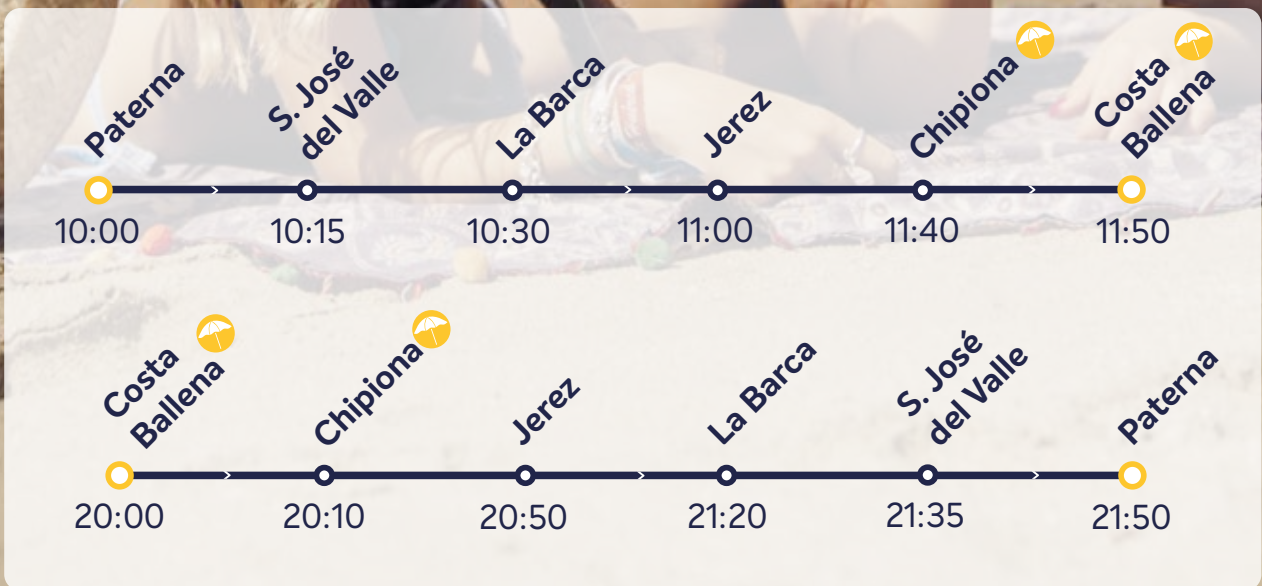 Paterna
S. José
del Valle
La Barca
Jerez
Chipiona
Costa
Ballena
10:00
10:15
10:30
11:00
11:40
11:50
Costa
Ballena
Chipiona
Jerez
La Barca
S. José
del Valle
Paterna
20:00
20:10
20:50
21:20
21:35
21:50